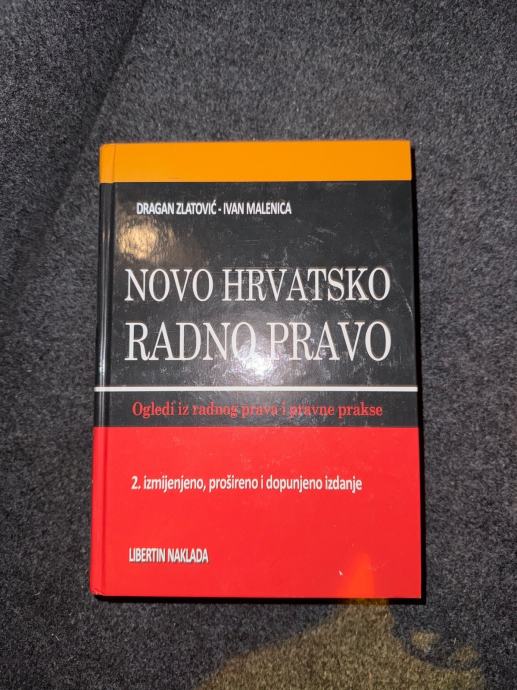 DRAGAN ZLATOVIĆ - IVAN MALENICA
NOVO HRVATSKO
RADNO PRAVO
Ogledi iz radnog prava i pravne prakse
2. izmijenjeno, prošireno i dopunjeno izdanje
LIBERTIN NAKLADA